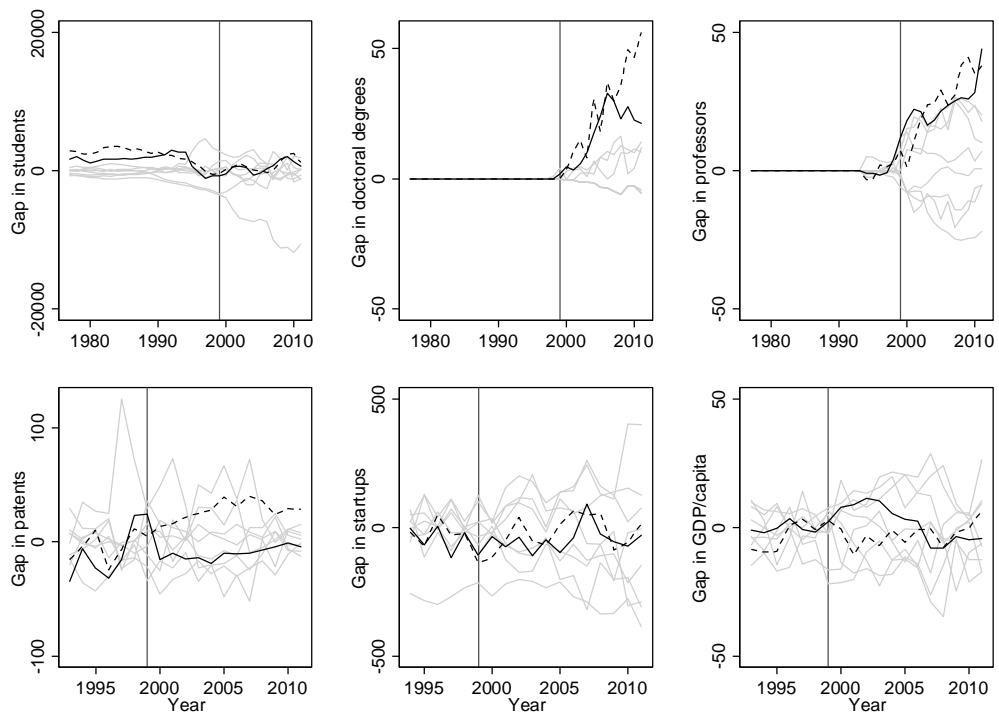 Gap in students
20000
0
-20000
1980 1990 2000 2010
Gap in doctoral degrees
50
0
-50
1980 1990 2000 2010
Gap in professors
50
0
-50
1980 1990 2000 2010
Gap in patents
100
0
-100
1995 2000 2005 2010
Year
Gap in startups
500
0
-500
1995 2000 2005 2010
Year
Gap in GDP/capita
50
0
-50
1995 2000 2005 2010
Year